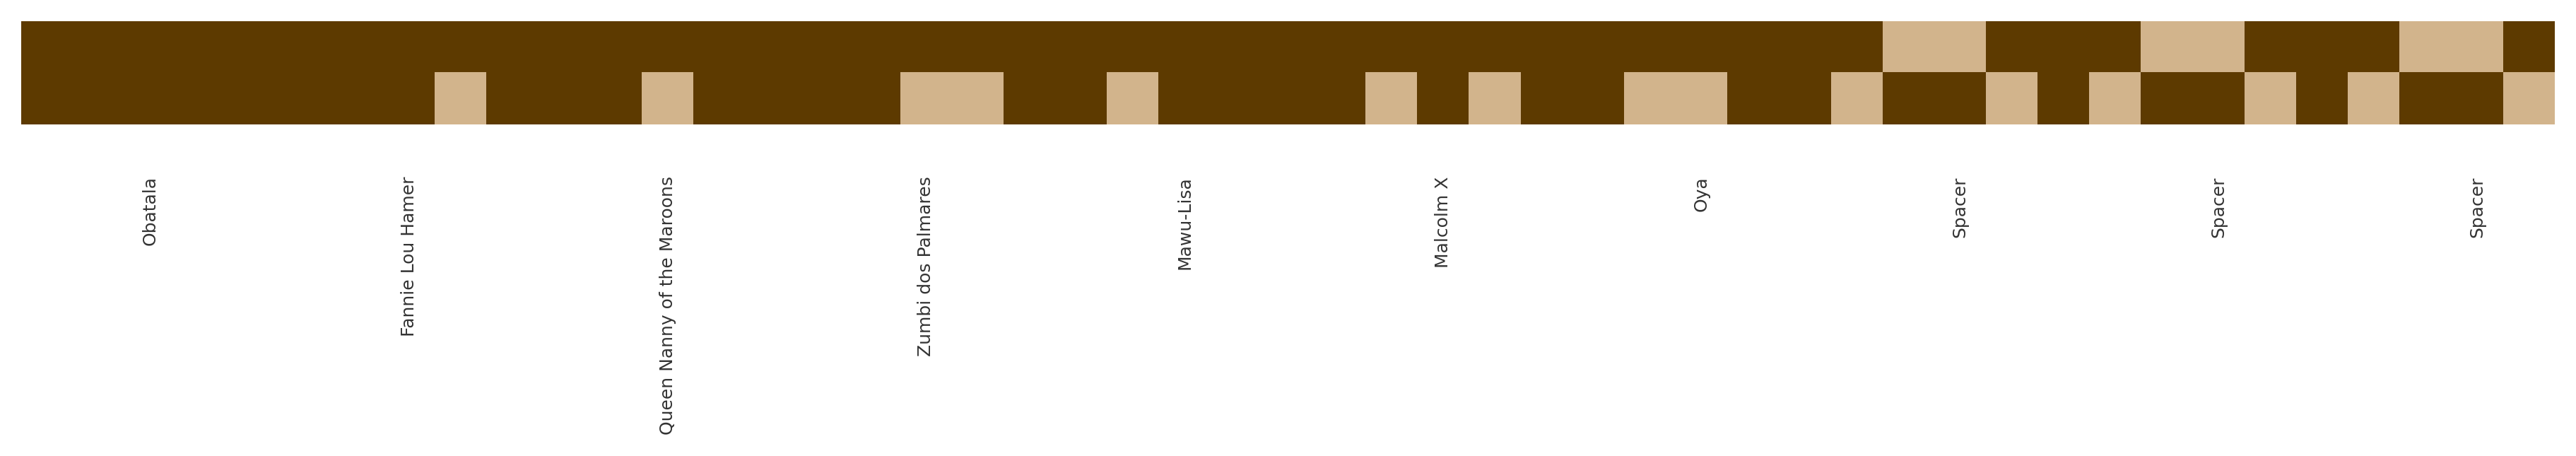 Obatala
Fannie Lou Hamer
Queen Nanny of the Maroons
Zumbi dos Palmares
Mawu-Lisa
Malcolm X
Oya
Spacer
Spacer
Spacer